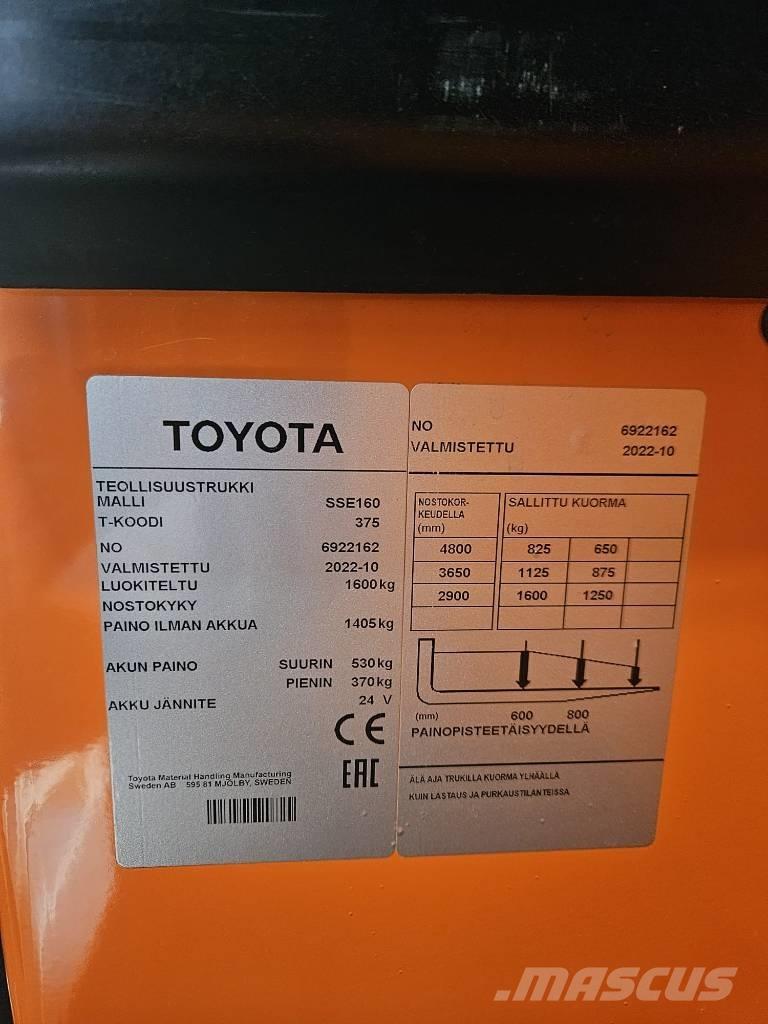 TOYOTA
TEOLLISUUSTRUKKI
MALLI SSE160
T-KOODI 375
NO 6922162
VALMISTETTU 2022-10
LUOKITELTU 1600kg
NOSTOKYKY
PAINO ILMAN AKKUA 1405kg
AKUN PAINO SUURIN 530kg
PIENIN 370kg
AKKU JÄNNITE 24 V
CE
EAC
Toyota Material Handling Manufacturing
Sweden AB 595 81 MJÖLBY, SWEDEN
NO 6922162
VALMISTETTU 2022-10
NOSTOKOR-
KEUDELLA
(mm)
SALLITTU KUORMA
(kg)
4800 825 650
3650 1125 875
2900 1600 1250
(mm) 600 800
PAINOPISTEETÄISYYDELLÄ
ÄLÄ AJA TRUKILLA KUORMA YLHÄÄLLÄ
KUIN LASTAUS JA PURKAUSTILANTEISSA
MASCUS